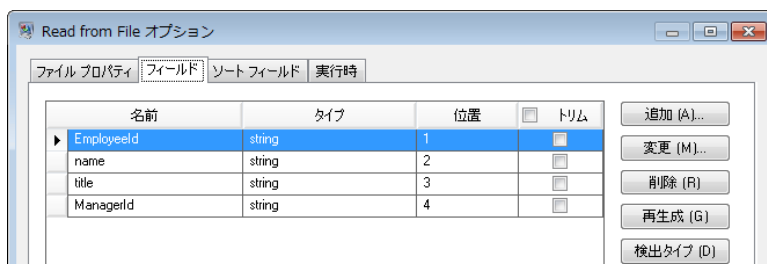 Read from File オプション
ファイル プロパティ フィールド ソート フィールド 実行時
名前 タイプ 位置 トリム
EmployeeId string 1
name string 2
title string 3
ManagerId string 4
追加 (A)...
変更 (M)...
削除 (R)
再生成 (G)
検出タイプ (D)